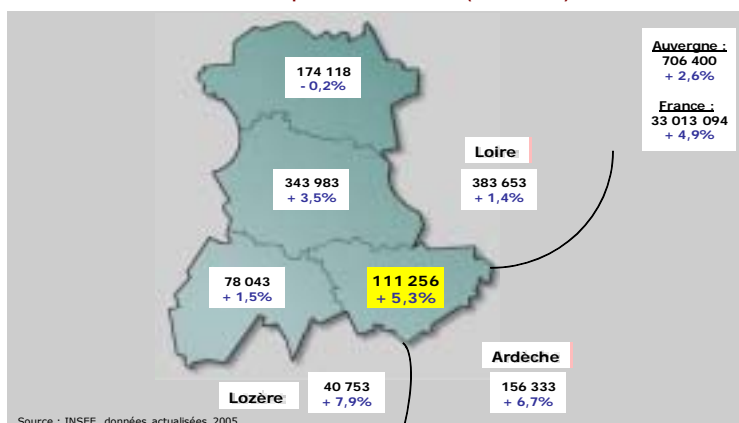 174 118
- 0,2%
Auvergne :
706 400
+ 2,6%
France :
33 013 094
+ 4,9%
Loire
383 653
+ 1,4%
343 983
+ 3,5%
78 043
+ 1,5%
111 256
+ 5,3%
Ardèche
156 333
+ 6,7%
Lozère
40 753
+ 7,9%
Source : INSEE, données actualisées 2005